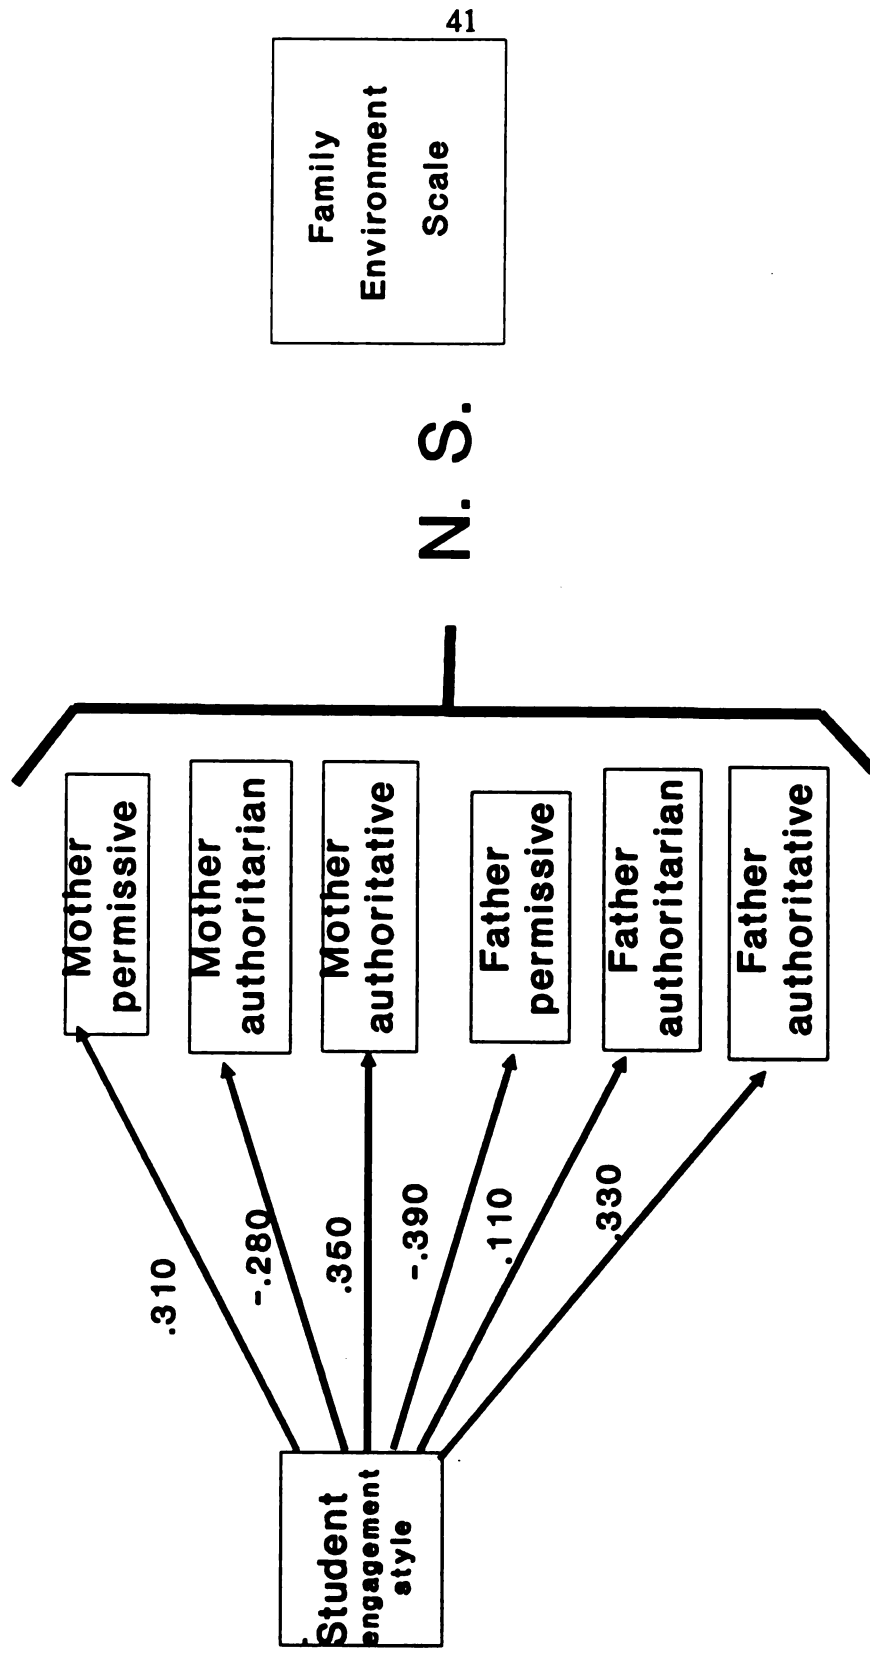 41
Student
engagement
style
.310
-.280
.350
-.390
.110
.330
Mother
permissive
Mother
authoritarian
Mother
authoritative
Father
permissive
Father
authoritarian
Father
authoritative
N. S.
Family
Environment
Scale